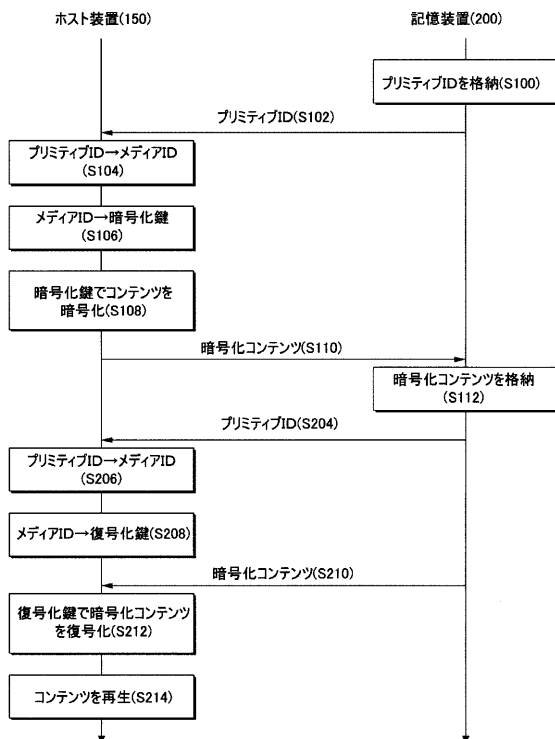 ホスト装置(150)
記憶装置(200)
プリミティブIDを格納(S100)
プリミティブID(S102)
プリミティブID→メディアID
(S104)
メディアID→暗号化鍵
(S106)
暗号化鍵でコンテンツを
暗号化(S108)
暗号化コンテンツ(S110)
暗号化コンテンツを格納
(S112)
プリミティブID(S204)
プリミティブID→メディアID
(S206)
メディアID→復号化鍵(S208)
暗号化コンテンツ(S210)
復号化鍵で暗号化コンテンツ
を復号化(S212)
コンテンツを再生(S214)